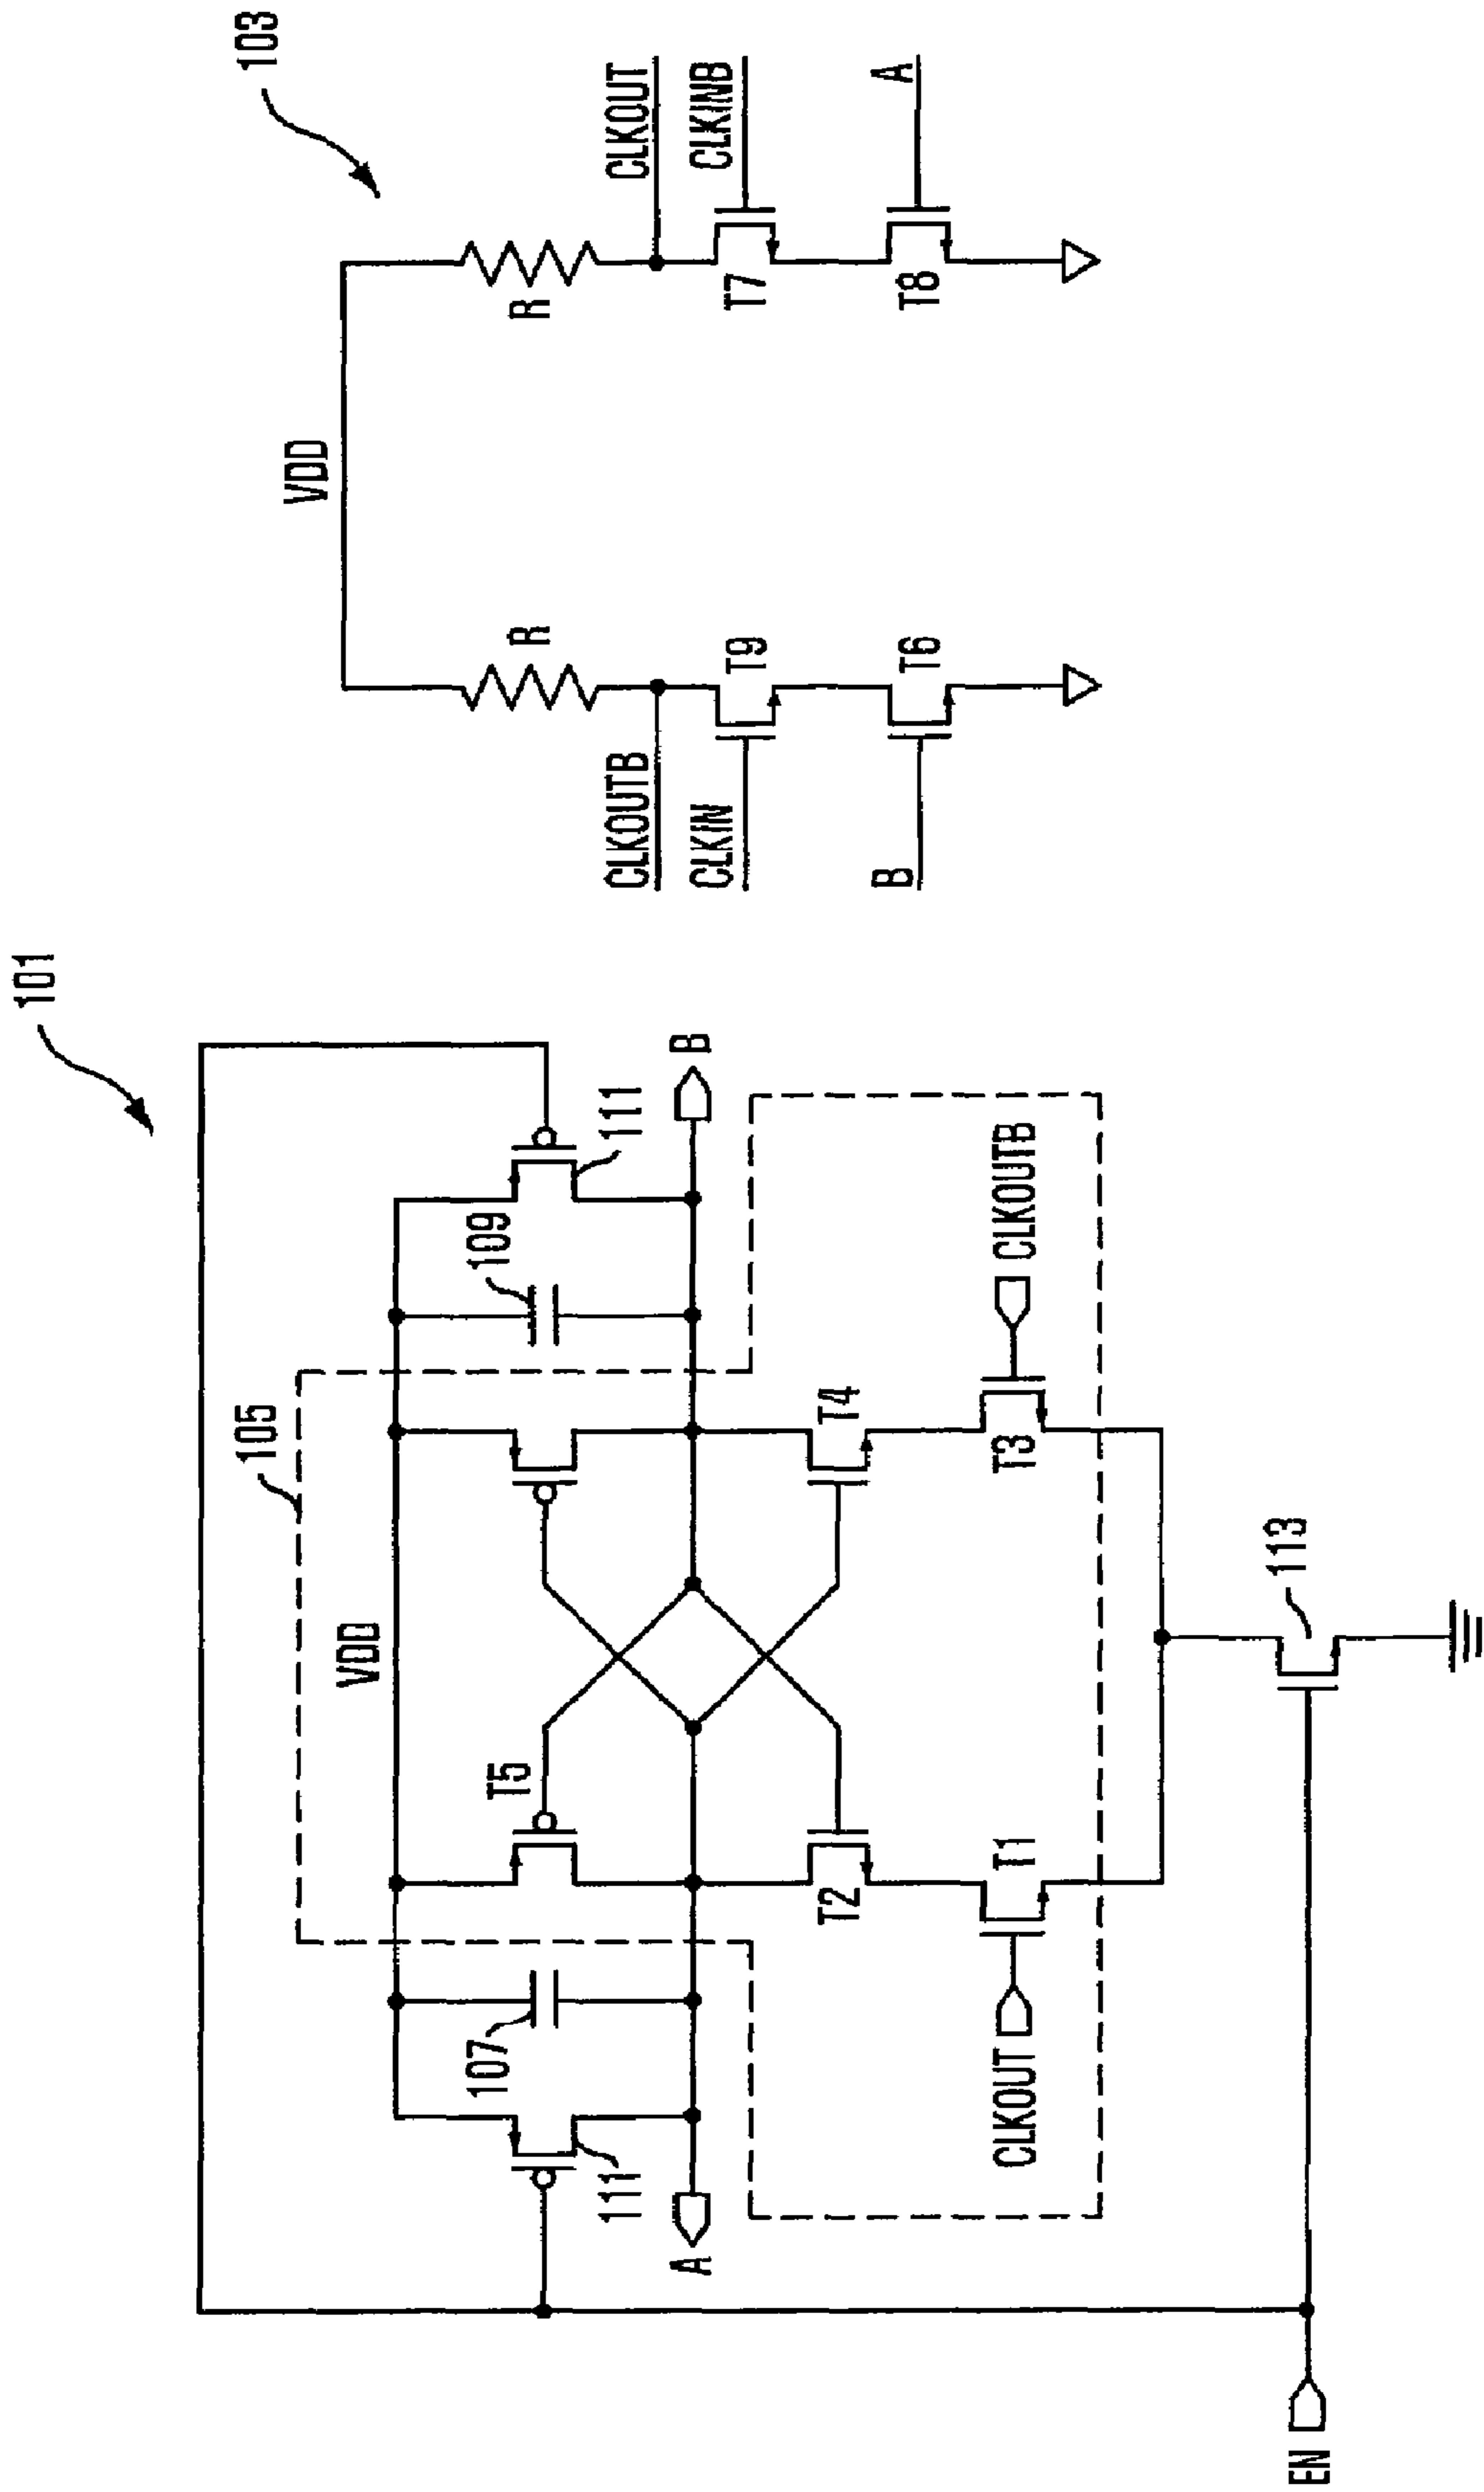 101
103
105
VDD
T5
107
109
111
111
A
B
T2
T4
T1
T3
CLKOUT
CLKOUTB
113
EN
VDD
R
R
CLKOUTB
CLKOUT
CLKIN
CLKINB
T9
T7
B
T6
T8
A